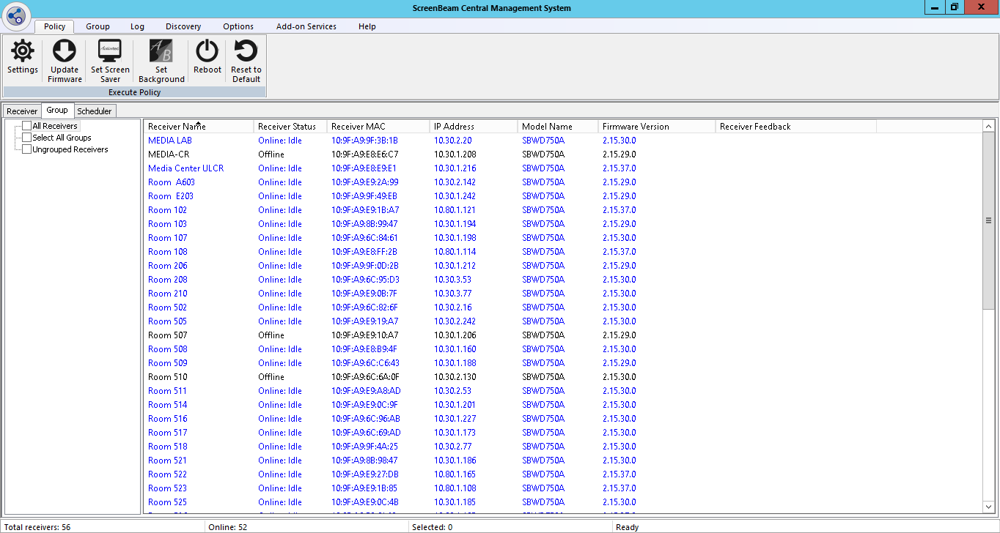 ScreenBeam Central Management System
Policy Group Log Discovery Options Add-on Services Help
Settings Update Firmware Set Screen Saver Set Background Reboot Reset to Default
Execute Policy
Receiver Group Scheduler
All Receivers
Select All Groups
Ungrouped Receivers
Receiver Name Receiver Status Receiver MAC IP Address Model Name Firmware Version Receiver Feedback
MEDIA LAB Online: Idle 10:9F:A9:9F:3B:1B 10.30.2.20 SBWD750A 2.15.30.0
MEDIA-CR Offline 10:9F:A9:E8:E6:C7 10.30.1.208 SBWD750A 2.15.29.0
Media Center ULCR Online: Idle 10:9F:A9:E8:E9:E1 10.30.1.216 SBWD750A 2.15.37.0
Room A603 Online: Idle 10:9F:A9:E9:2A:99 10.30.2.142 SBWD750A 2.15.29.0
Room E203 Online: Idle 10:9F:A9:9F:49:EB 10.30.1.242 SBWD750A 2.15.29.0
Room 102 Online: Idle 10:9F:A9:E9:1B:A7 10.80.1.121 SBWD750A 2.15.37.0
Room 103 Online: Idle 10:9F:A9:8B:99:47 10.30.1.194 SBWD750A 2.15.29.0
Room 107 Online: Idle 10:9F:A9:6C:84:61 10.30.1.198 SBWD750A 2.15.30.0
Room 108 Online: Idle 10:9F:A9:E8:FF:2B 10.80.1.114 SBWD750A 2.15.37.0
Room 206 Online: Idle 10:9F:A9:9F:0D:2B 10.30.1.212 SBWD750A 2.15.29.0
Room 208 Online: Idle 10:9F:A9:6C:95:D3 10.30.3.53 SBWD750A 2.15.30.0
Room 210 Online: Idle 10:9F:A9:E9:0B:7F 10.30.3.77 SBWD750A 2.15.30.0
Room 502 Online: Idle 10:9F:A9:6C:82:6F 10.30.2.16 SBWD750A 2.15.30.0
Room 505 Online: Idle 10:9F:A9:E9:19:A7 10.30.2.242 SBWD750A 2.15.30.0
Room 507 Offline 10:9F:A9:E9:10:A7 10.30.1.206 SBWD750A 2.15.29.0
Room 508 Online: Idle 10:9F:A9:E8:B9:4F 10.30.1.160 SBWD750A 2.15.30.0
Room 509 Online: Idle 10:9F:A9:6C:C6:43 10.30.1.188 SBWD750A 2.15.29.0
Room 510 Offline 10:9F:A9:6C:6A:0F 10.30.2.130 SBWD750A 2.15.30.0
Room 511 Online: Idle 10:9F:A9:E9:A8:AD 10.30.2.53 SBWD750A 2.15.30.0
Room 514 Online: Idle 10:9F:A9:E9:0C:9F 10.30.1.201 SBWD750A 2.15.30.0
Room 516 Online: Idle 10:9F:A9:6C:96:AB 10.30.1.227 SBWD750A 2.15.30.0
Room 517 Online: Idle 10:9F:A9:6C:69:AD 10.30.1.173 SBWD750A 2.15.30.0
Room 518 Online: Idle 10:9F:A9:9F:4A:25 10.30.2.77 SBWD750A 2.15.30.0
Room 521 Online: Idle 10:9F:A9:8B:98:47 10.30.1.186 SBWD750A 2.15.30.0
Room 522 Online: Idle 10:9F:A9:E9:27:DB 10.80.1.165 SBWD750A 2.15.37.0
Room 523 Online: Idle 10:9F:A9:E9:1B:85 10.80.1.108 SBWD750A 2.15.37.0
Room 525 Online: Idle 10:9F:A9:E9:0C:4B 10.30.1.185 SBWD750A 2.15.30.0
Total receivers: 56 Online: 52 Selected: 0 Ready